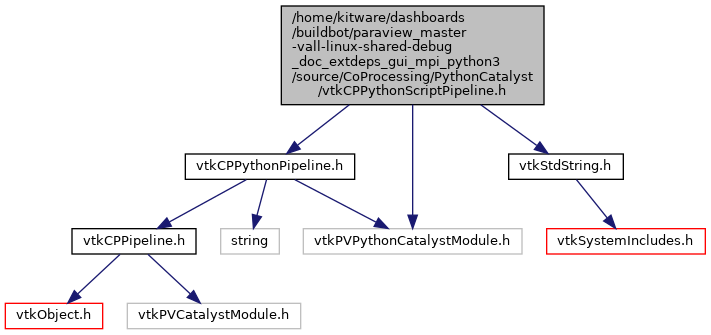 /home/kitware/dashboards
/buildbot/paraview_master
-vall-linux-shared-debug
_doc_extdeps_gui_mpi_python3
/source/CoProcessing/PythonCatalyst
/vtkCPPythonScriptPipeline.h
vtkCPPythonPipeline.h
vtkStdString.h
vtkCPPipeline.h
string
vtkPVPythonCatalystModule.h
vtkSystemIncludes.h
vtkObject.h
vtkPVCatalystModule.h